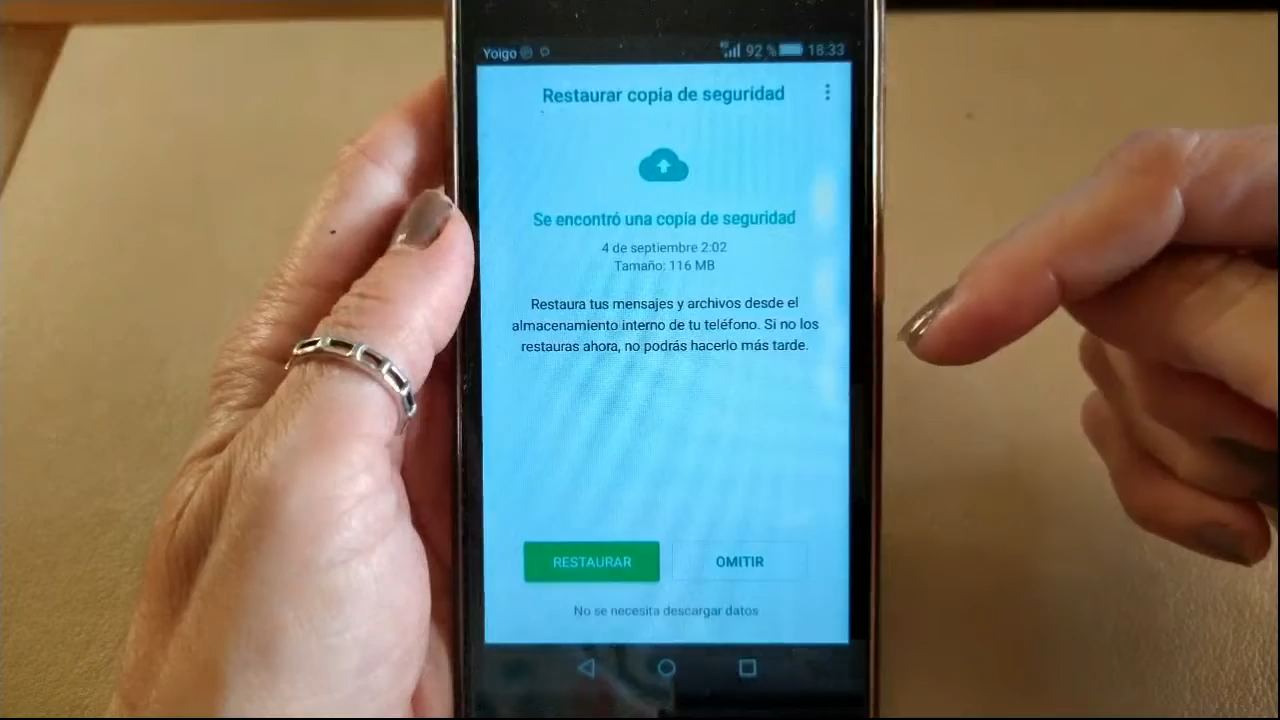 Yoigo 92 % 18:33
Restaurar copia de seguridad
Se encontró una copia de seguridad
4 de septiembre 2:02
Tamaño: 116 MB
Restaura tus mensajes y archivos desde el
almacenamiento interno de tu teléfono. Si no los
restauras ahora, no podrás hacerlo más tarde.
RESTAURAR OMITIR
No se necesita descargar datos